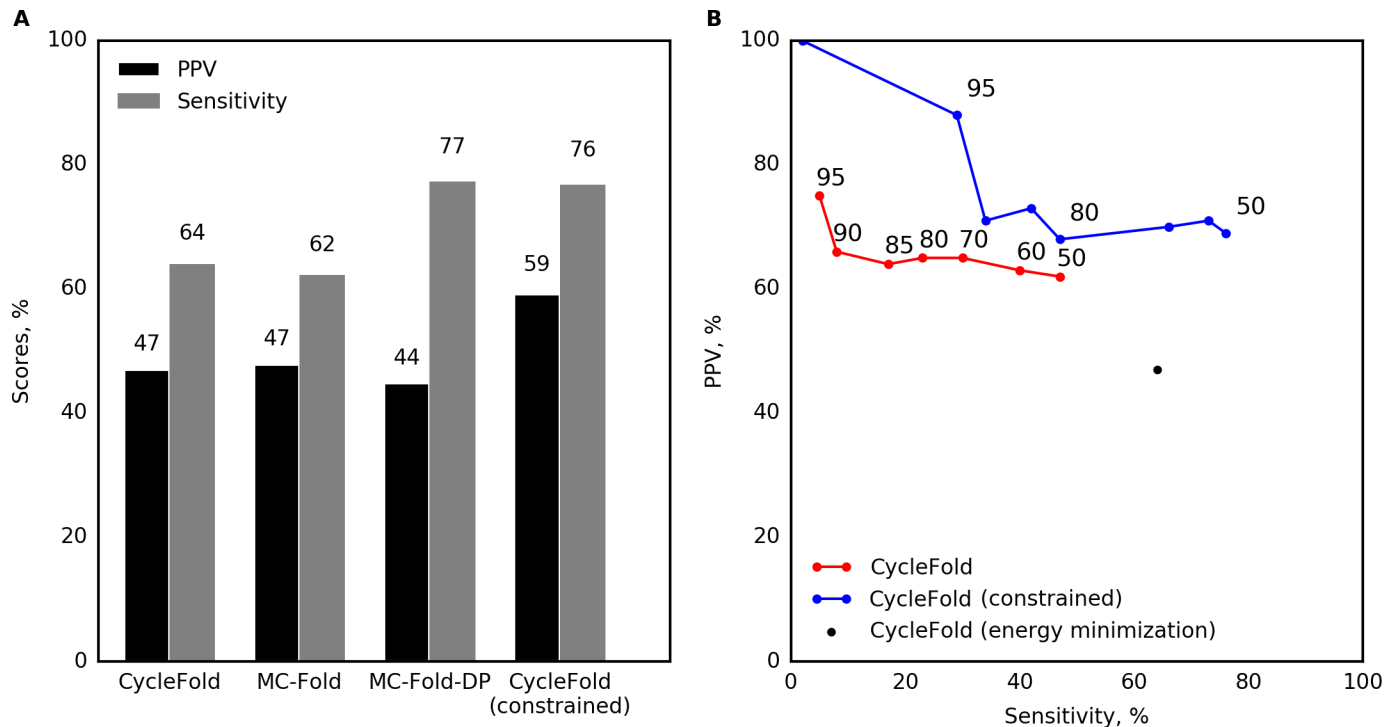 A
100
80
60
40
20
0
Scores, %
PPV
Sensitivity
47
64
47
62
44
77
59
76
CycleFold
MC-Fold
MC-Fold-DP
CycleFold
(constrained)
B
100
80
60
40
20
0
PPV, %
95
80
50
95
90
85
80
70
60
50
CycleFold
CycleFold (constrained)
CycleFold (energy minimization)
0
20
40
60
80
100
Sensitivity, %